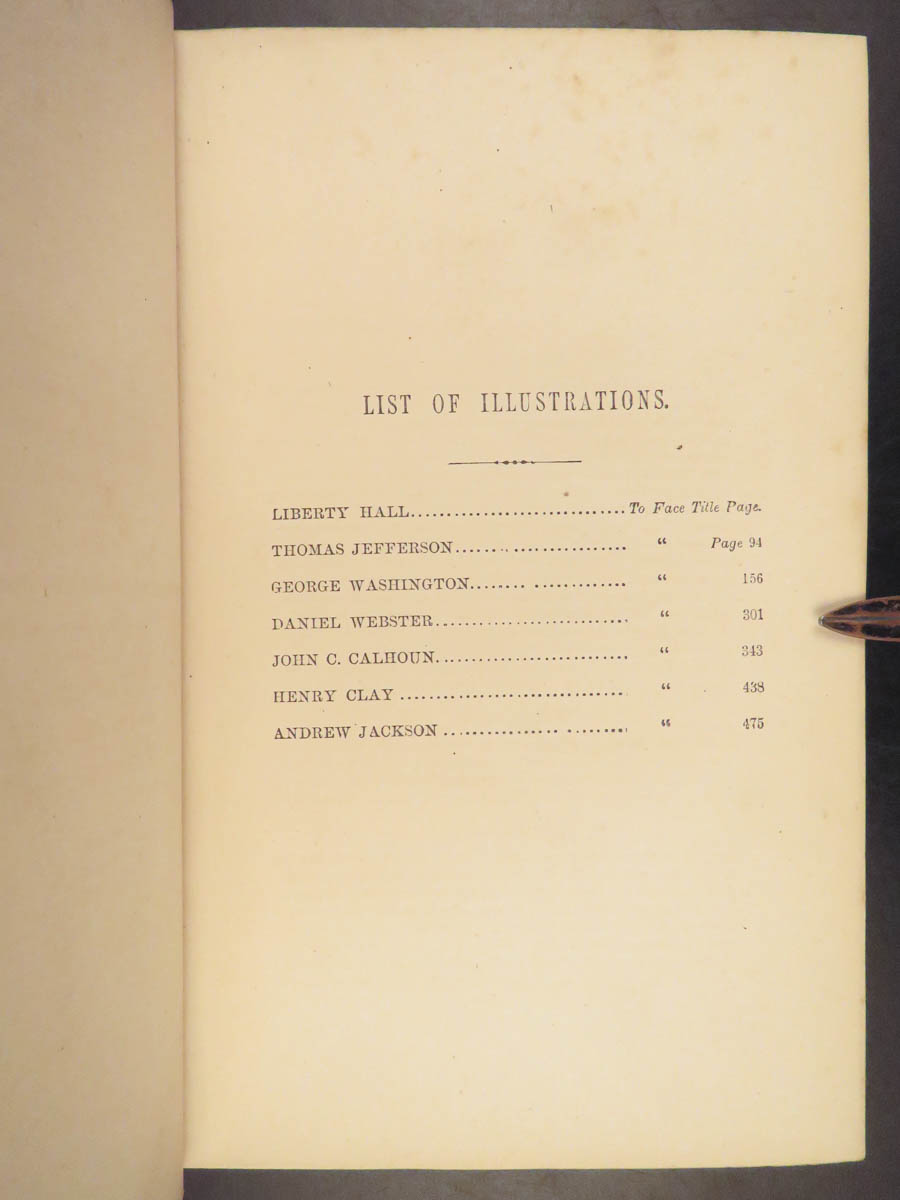 LIST OF ILLUSTRATIONS.
LIBERTY HALL.............................. To Face Title Page.
THOMAS JEFFERSON........................ “ Page 94
GEORGE WASHINGTON........ ............. “ 156
DANIEL WEBSTER........................... “ 301
JOHN C. CALHOUN........................... “ 343
HENRY CLAY ................................ “ 438
ANDREW JACKSON ................ ......... “ 475